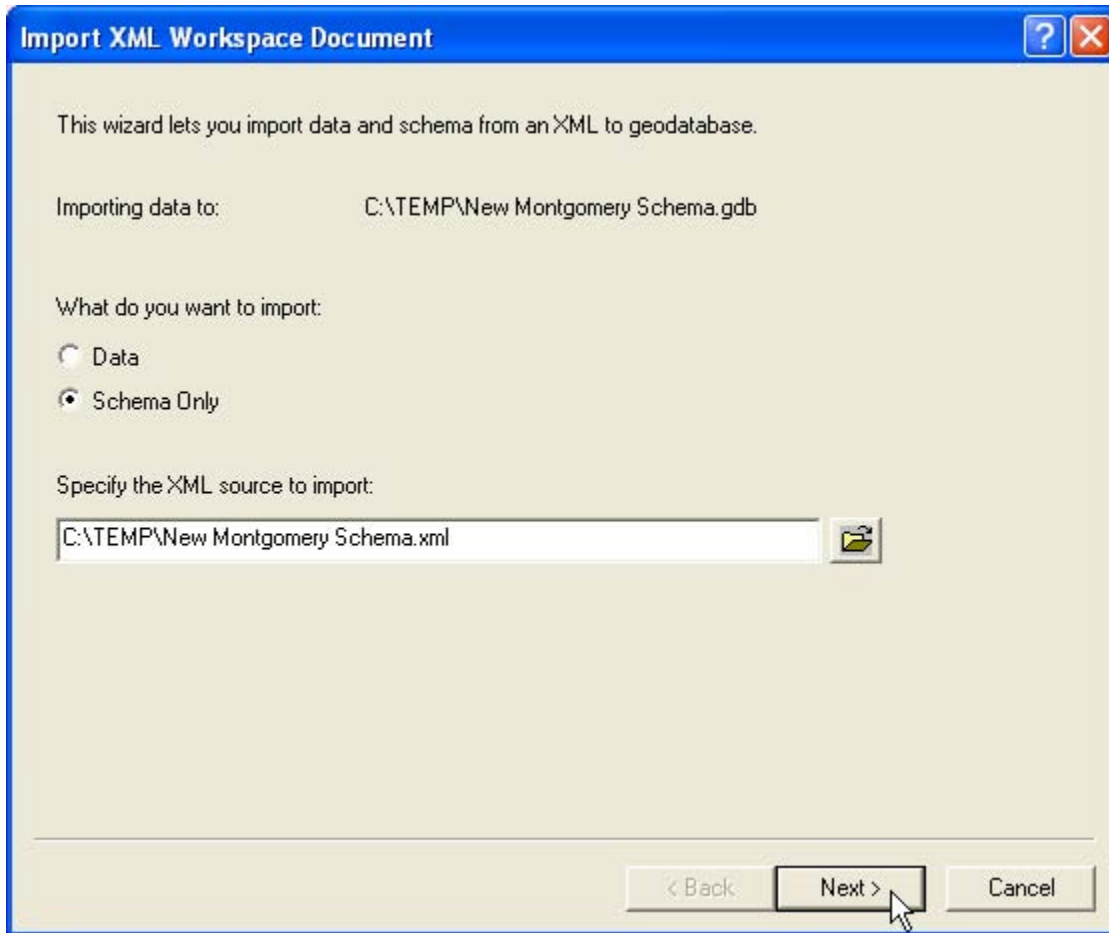 Import XML Workspace Document
?
This wizard lets you import data and schema from an XML to geodatabase.
Importing data to: C:\TEMP\New Montgomery Schema.gdb
What do you want to import:
Data
Schema Only
Specify the XML source to import:
C:\TEMP\New Montgomery Schema.xml
< Back Next > Cancel